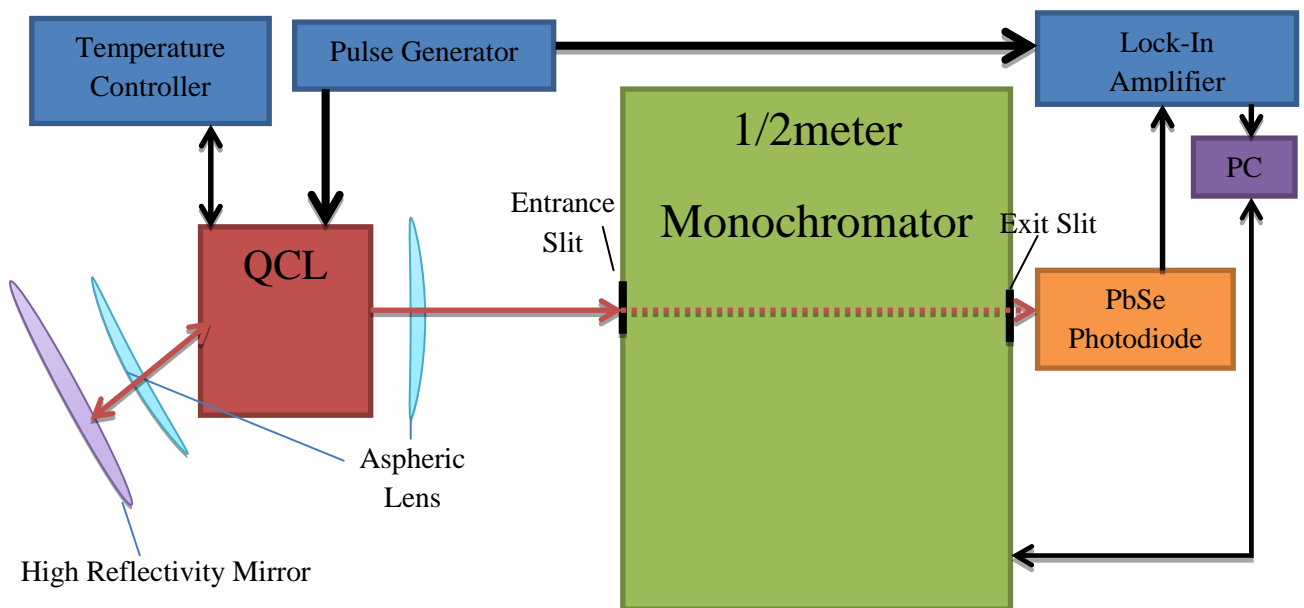 Temperature
Controller
Pulse Generator
Lock-In
Amplifier
1/2meter
Monochromator
PC
Entrance
Slit
Exit Slit
QCL
PbSe
Photodiode
Aspheric
Lens
High Reflectivity Mirror